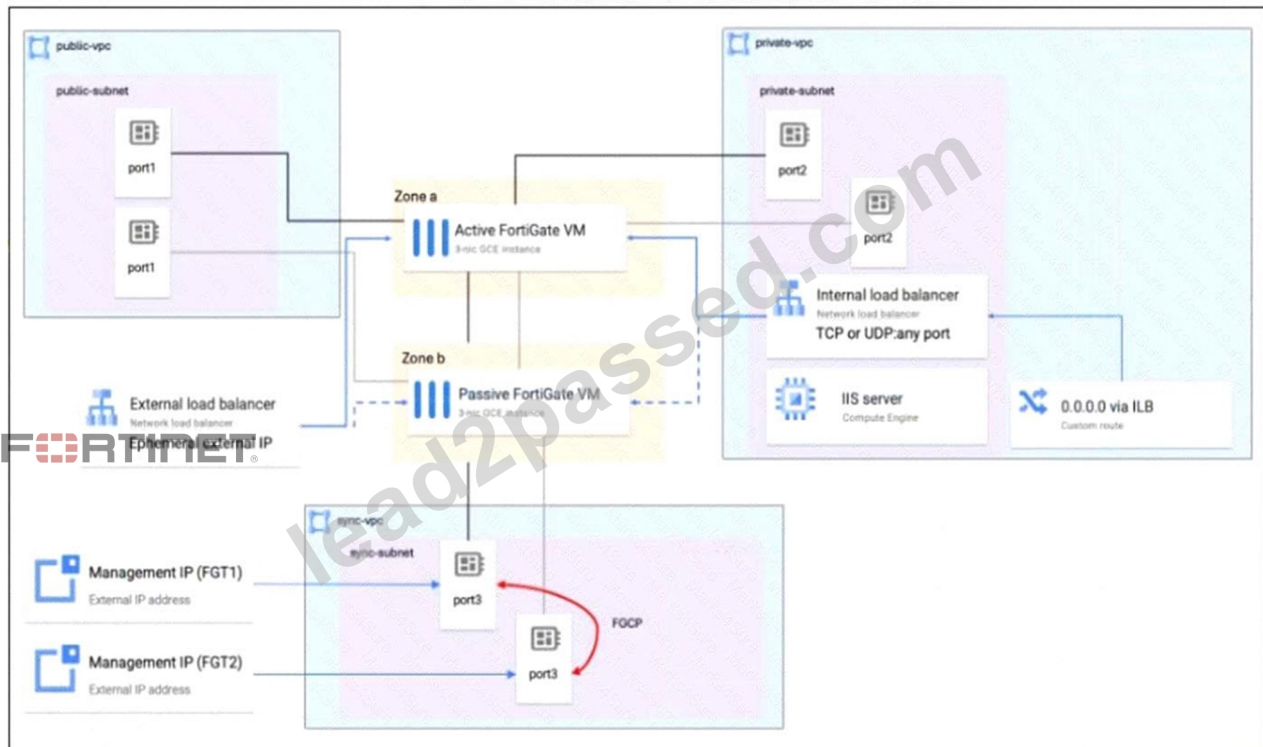 public-vpc
public-subnet
port1
port1
private-vpc
private-subnet
port2
port2
Zone a
Active FortiGate VM
3-nic GCE instance
Internal load balancer
Network load balancer
TCP or UDP:any port
Zone b
Passive FortiGate VM
3-nic GCE instance
IIS server
Compute Engine
0.0.0.0 via ILB
Custom route
External load balancer
Network load balancer
Ephemeral external IP
FORTINET®
sync-vpc
sync-subnet
port3
port3
FGCP
Management IP (FGT1)
External IP address
Management IP (FGT2)
External IP address
lead2passed.com